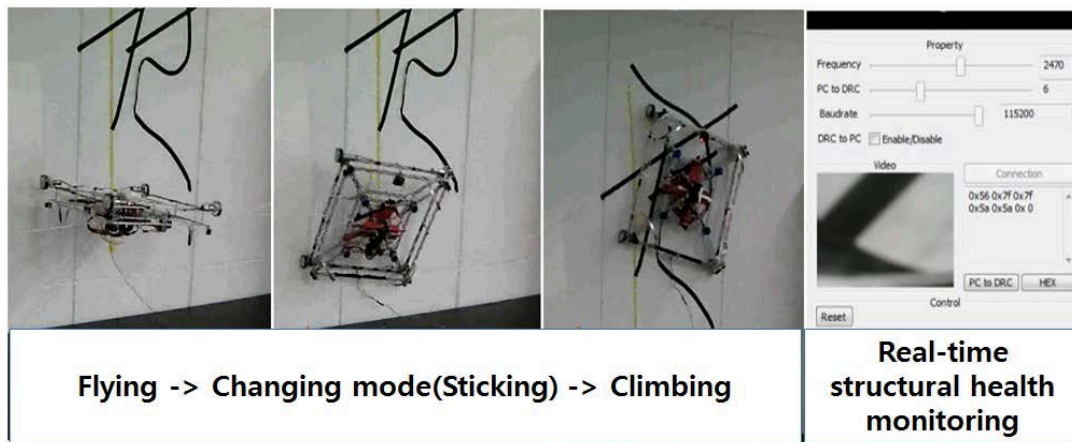 Property
Frequency 2470
PC to DRC 6
Baudrate 115200
DRC to PC Enable/Disable
Video
Connection
0x56 0x7f 0x7f
0x5a 0x5a 0x 0
PC to DRC HEX
Control
Reset
Flying -> Changing mode(Sticking) -> Climbing
Real-time
structural health
monitoring